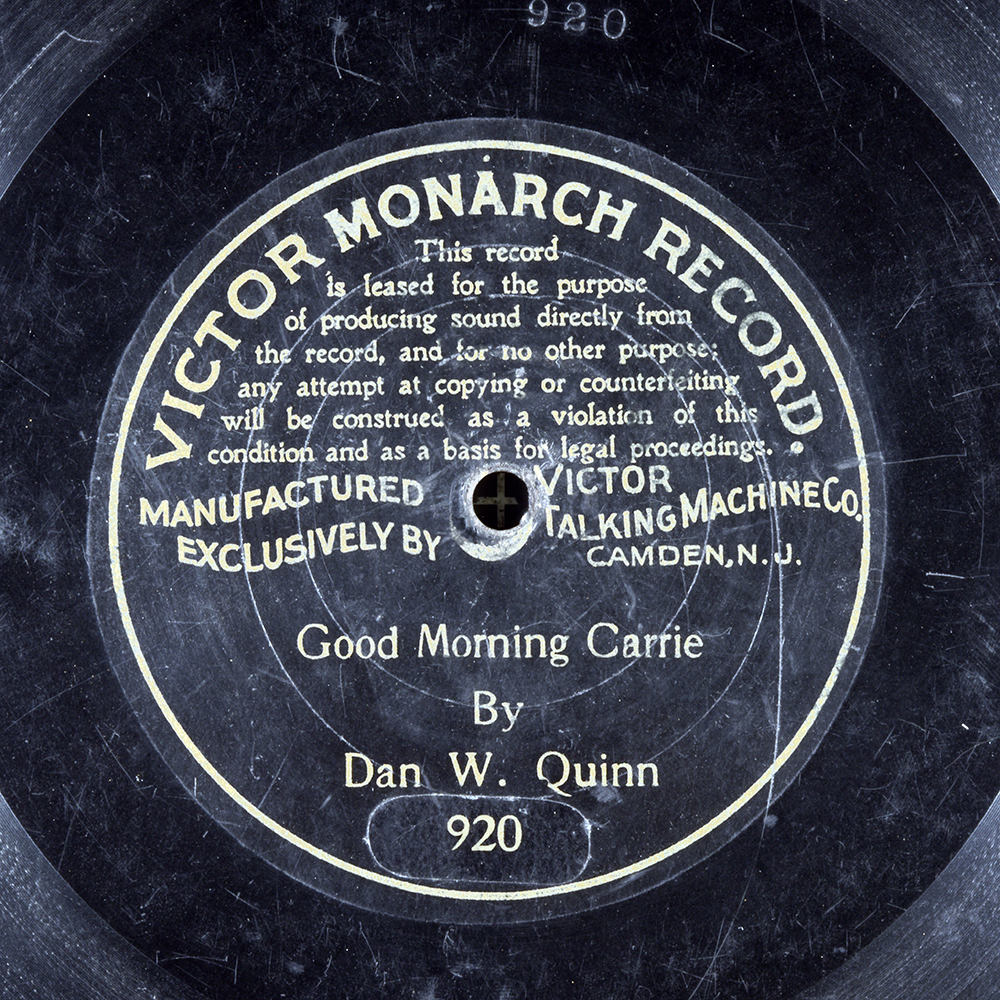 920
VICTOR MONARCH RECORD.
This record
is leased for the purpose
of producing sound directly from
the record, and for no other purpose;
any attempt at copying or counterfeiting
will be construed as a violation of this
condition and as a basis for legal proceedings.
MANUFACTURED
EXCLUSIVELY BY
VICTOR
TALKING MACHINE CO.
CAMDEN, N. J.
Good Morning Carrie
By
Dan W. Quinn
920